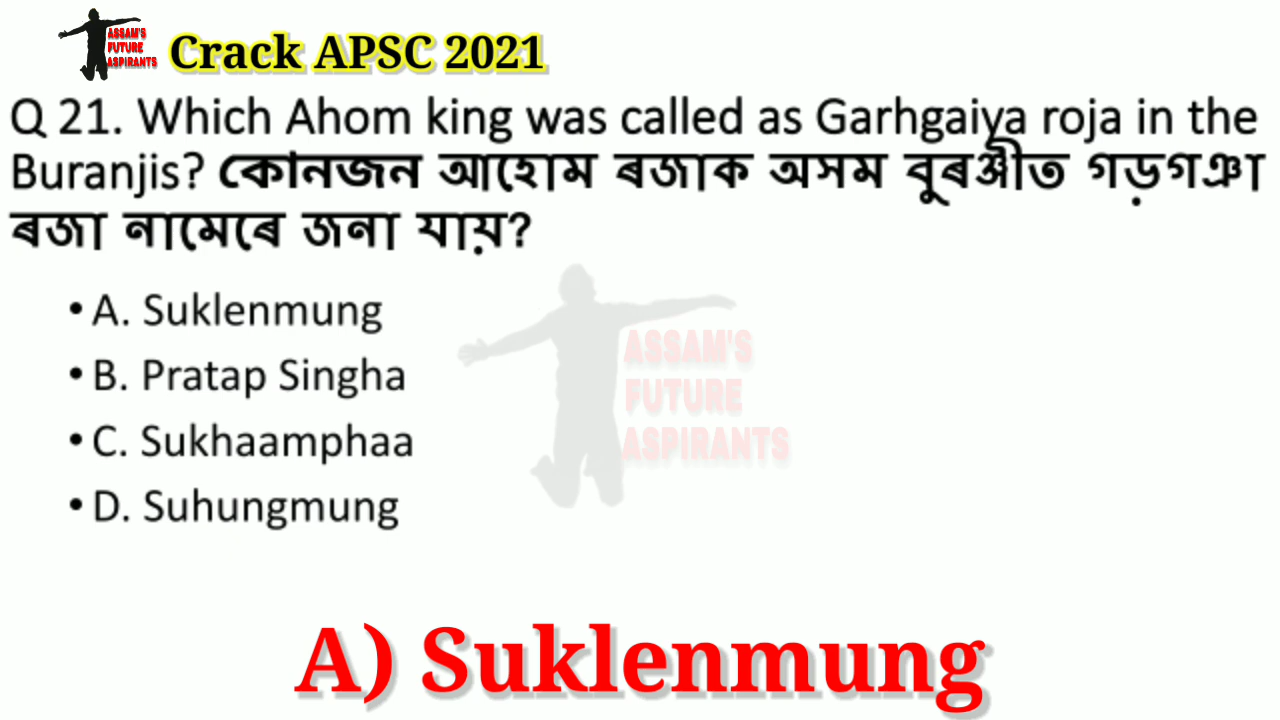 ASSAM'S
FUTURE
ASPIRANTS
Crack APSC 2021
Q 21. Which Ahom king was called as Garhgaiya roja in the
Buranjis? কোনজন আহোম ৰজাক অসম বুৰঞ্জীত গড়গঞা
ৰজা নামেৰে জনা যায়?
• A. Suklenmung
• B. Pratap Singha
• C. Sukhaamphaa
• D. Suhungmung
ASSAM'S
FUTURE
ASPIRANTS
A) Suklenmung